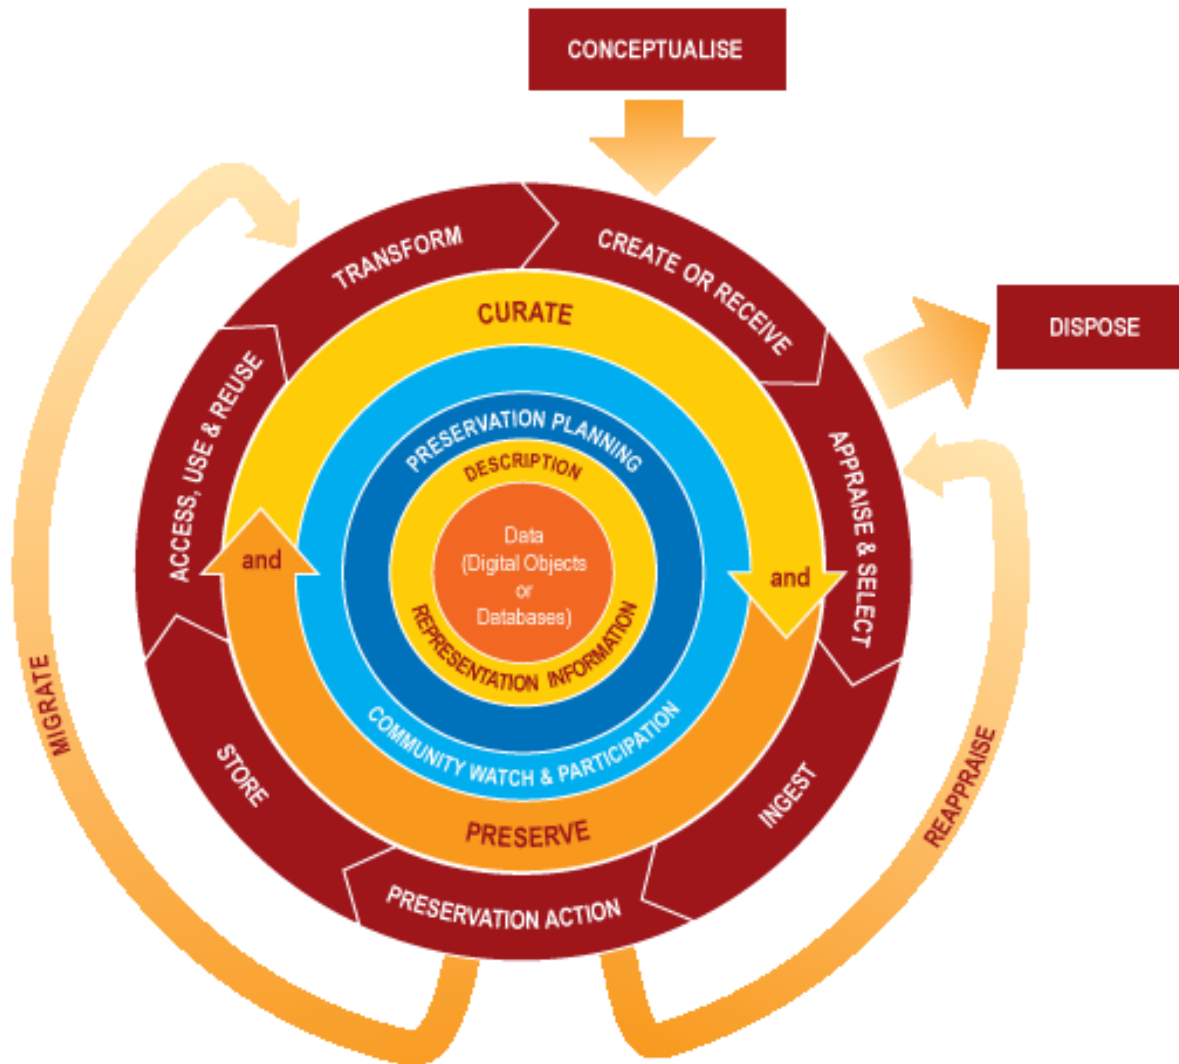 CONCEPTUALISE
TRANSFORM
CREATE OR RECEIVE
DISPOSE
CURATE
ACCESS, USE & REUSE
APPRAISE & SELECT
PRESERVATION PLANNING
DESCRIPTION
Data
(Digital Objects
or
Databases)
and
and
REPRESENTATION INFORMATION
COMMUNITY WATCH & PARTICIPATION
MIGRATE
STORE
INGEST
REAPPRAISE
PRESERVE
PRESERVATION ACTION